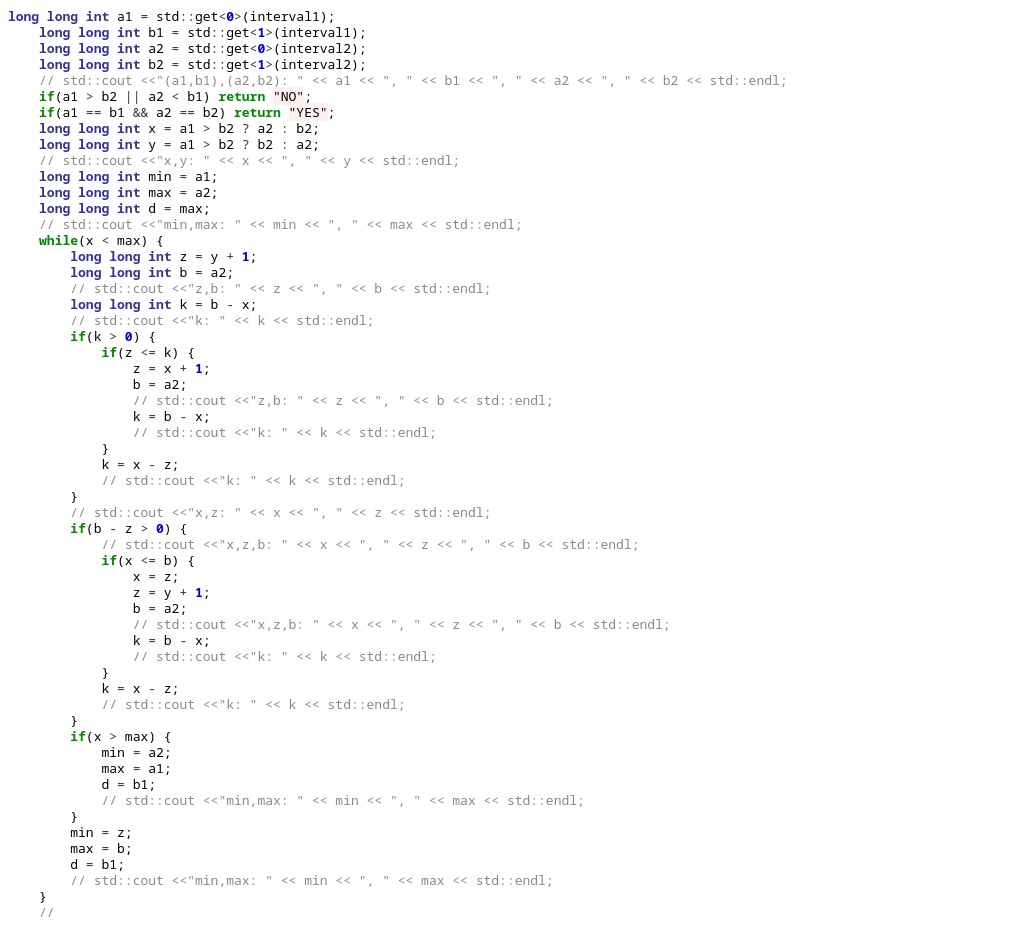 long long int a1 = std::get<0>(interval1);
    long long int b1 = std::get<1>(interval1);
    long long int a2 = std::get<0>(interval2);
    long long int b2 = std::get<1>(interval2);
    // std::cout <<"(a1,b1),(a2,b2): " << a1 << ", " << b1 << ", " << a2 << ", " << b2 << std::endl;
    if(a1 > b2 || a2 < b1) return "NO";
    if(a1 == b1 && a2 == b2) return "YES";
    long long int x = a1 > b2 ? a2 : b2;
    long long int y = a1 > b2 ? b2 : a2;
    // std::cout <<"x,y: " << x << ", " << y << std::endl;
    long long int min = a1;
    long long int max = a2;
    long long int d = max;
    // std::cout <<"min,max: " << min << ", " << max << std::endl;
    while(x < max) {
        long long int z = y + 1;
        long long int b = a2;
        // std::cout <<"z,b: " << z << ", " << b << std::endl;
        long long int k = b - x;
        // std::cout <<"k: " << k << std::endl;
        if(k > 0) {
            if(z <= k) {
                z = x + 1;
                b = a2;
                // std::cout <<"z,b: " << z << ", " << b << std::endl;
                k = b - x;
                // std::cout <<"k: " << k << std::endl;
            }
            k = x - z;
            // std::cout <<"k: " << k << std::endl;
        }
        // std::cout <<"x,z: " << x << ", " << z << std::endl;
        if(b - z > 0) {
            // std::cout <<"x,z,b: " << x << ", " << z << ", " << b << std::endl;
            if(x <= b) {
                x = z;
                z = y + 1;
                b = a2;
                // std::cout <<"x,z,b: " << x << ", " << z << ", " << b << std::endl;
                k = b - x;
                // std::cout <<"k: " << k << std::endl;
            }
            k = x - z;
            // std::cout <<"k: " << k << std::endl;
        }
        if(x > max) {
            min = a2;
            max = a1;
            d = b1;
            // std::cout <<"min,max: " << min << ", " << max << std::endl;
        }
        min = z;
        max = b;
        d = b1;
        // std::cout <<"min,max: " << min << ", " << max << std::endl;
    }
    //